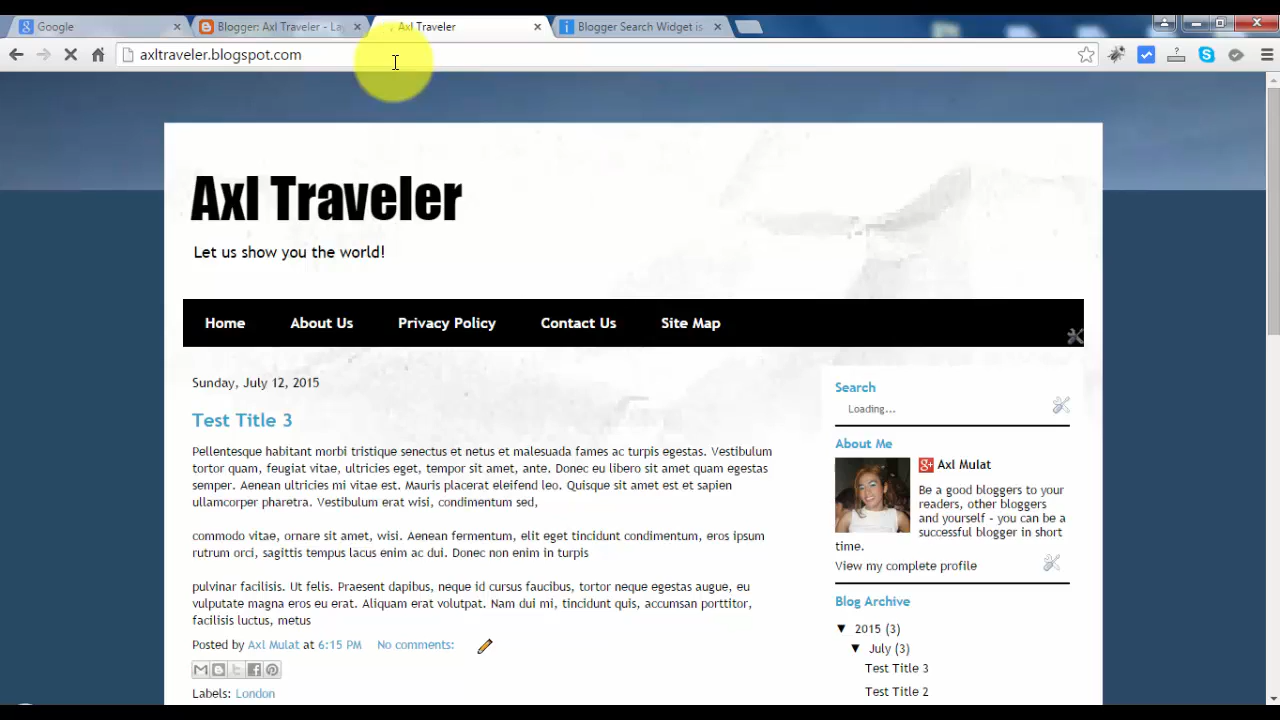 Google
Blogger: Axl Traveler - La
Axl Traveler
Blogger Search Widget is
axltraveler.blogspot.com
Axl Traveler
Let us show you the world!
Home About Us Privacy Policy Contact Us Site Map
Sunday, July 12, 2015
Test Title 3
Pellentesque habitant morbi tristique senectus et netus et malesuada fames ac turpis egestas. Vestibulum
tortor quam, feugiat vitae, ultricies eget, tempor sit amet, ante. Donec eu libero sit amet quam egestas
semper. Aenean ultricies mi vitae est. Mauris placerat eleifend leo. Quisque sit amet est et sapien
ullamcorper pharetra. Vestibulum erat wisi, condimentum sed,
commodo vitae, ornare sit amet, wisi. Aenean fermentum, elit eget tincidunt condimentum, eros ipsum
rutrum orci, sagittis tempus lacus enim ac dui. Donec non enim in turpis
pulvinar facilisis. Ut felis. Praesent dapibus, neque id cursus faucibus, tortor neque egestas augue, eu
vulputate magna eros eu erat. Aliquam erat volutpat. Nam dui mi, tincidunt quis, accumsan porttitor,
facilisis luctus, metus
Posted by Axl Mulat at 6:15 PM No comments:
Labels: London
Search
Loading...
About Me
Axl Mulat
Be a good bloggers to your
readers, other bloggers
and yourself - you can be a
successful blogger in short
time.
View my complete profile
Blog Archive
▼ 2015 (3)
▼ July (3)
Test Title 3
Test Title 2